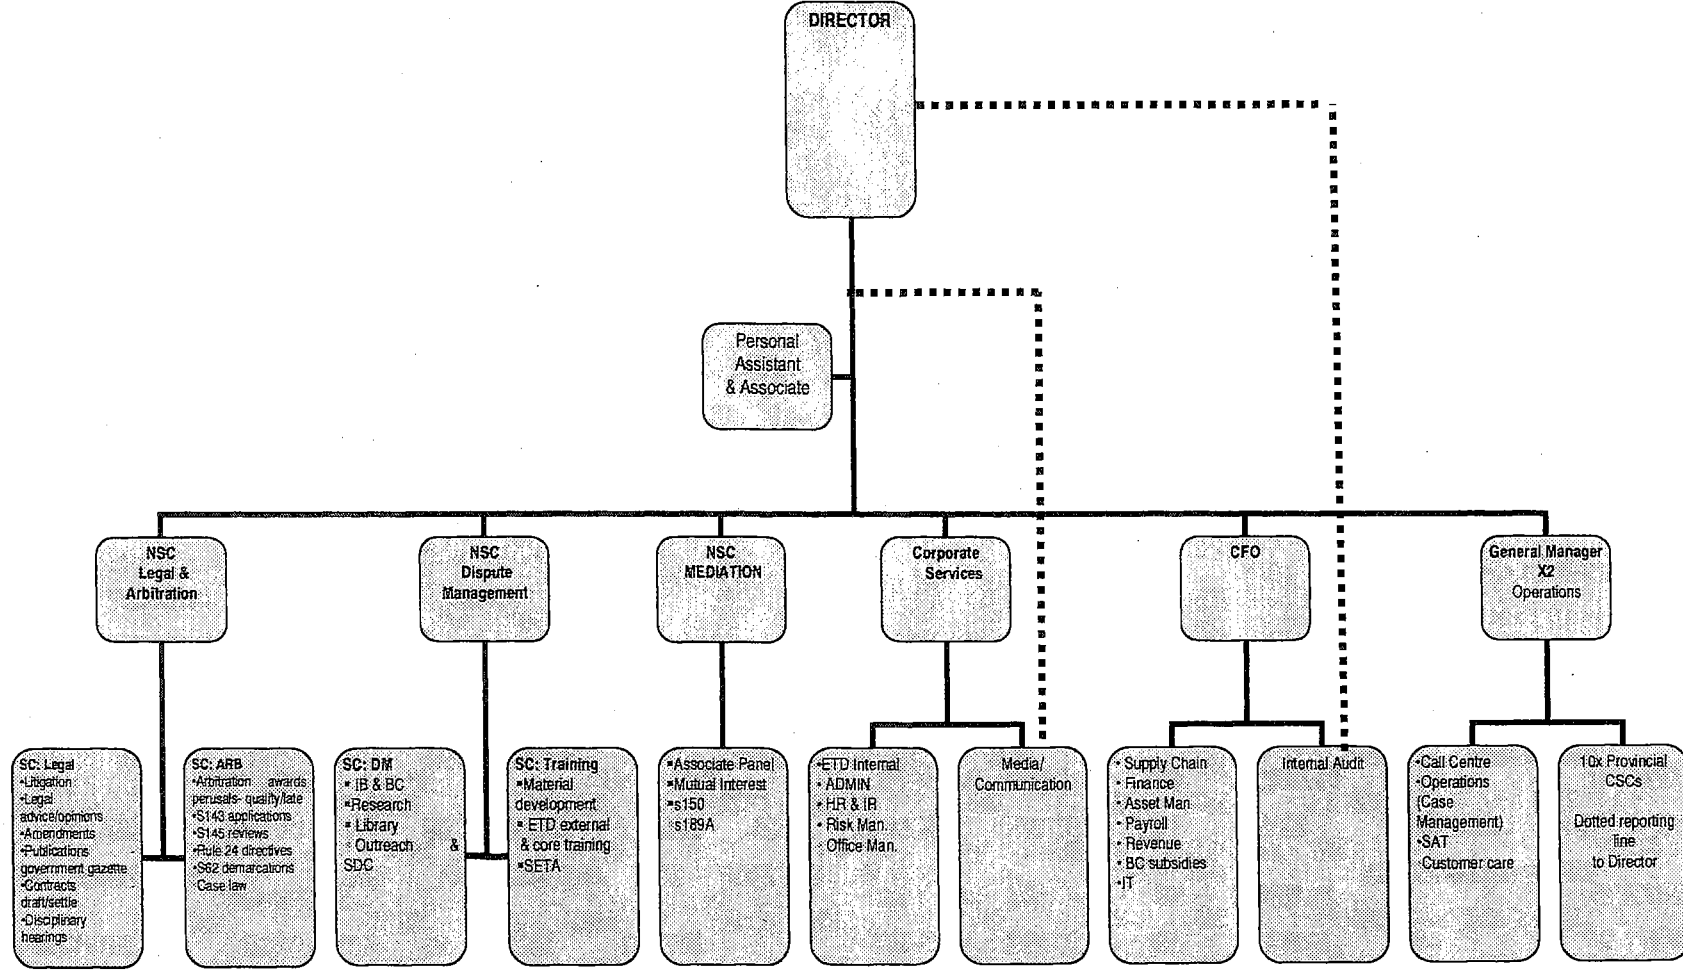 DIRECTOR
Personal
Assistant
& Associate
NSC
Legal &
Arbitration
NSC
Dispute
Management
NSC
MEDIATION
Corporate
Services
CFO
General Manager
X2
Operations
SC: Legal
•Litigation
•Legal
advice/opinions
•Amendments
•Publications -
government gazette
•Contracts
draft/settle
•Disciplinary
hearings
SC: ARB
•Arbitration awards
perusals- quality/late
•S143 applications
•S145 reviews
•Rule 24 directives
•S62 demarcations
Case law
SC: DM
▪ IB & BC
▪Research
▪ Library
▪ Outreach &
SDC
SC: Training
▪Material
development
▪ ETD external
& core training
▪SETA
▪Associate Panel
▪Mutual Interest
▪s150
s189A
•ETD Internal
• ADMIN
• HR & IR
• Risk Man.
• Office Man.
Media/
Communication
• Supply Chain
• Finance
• Asset Man.
• Payroll
• Revenue
• BC subsidies
•IT
Internal Audit
•Call Centre
•Operations
(Case
Management)
•SAT
Customer care
10x Provincial
CSCs
Dotted reporting
line
to Director